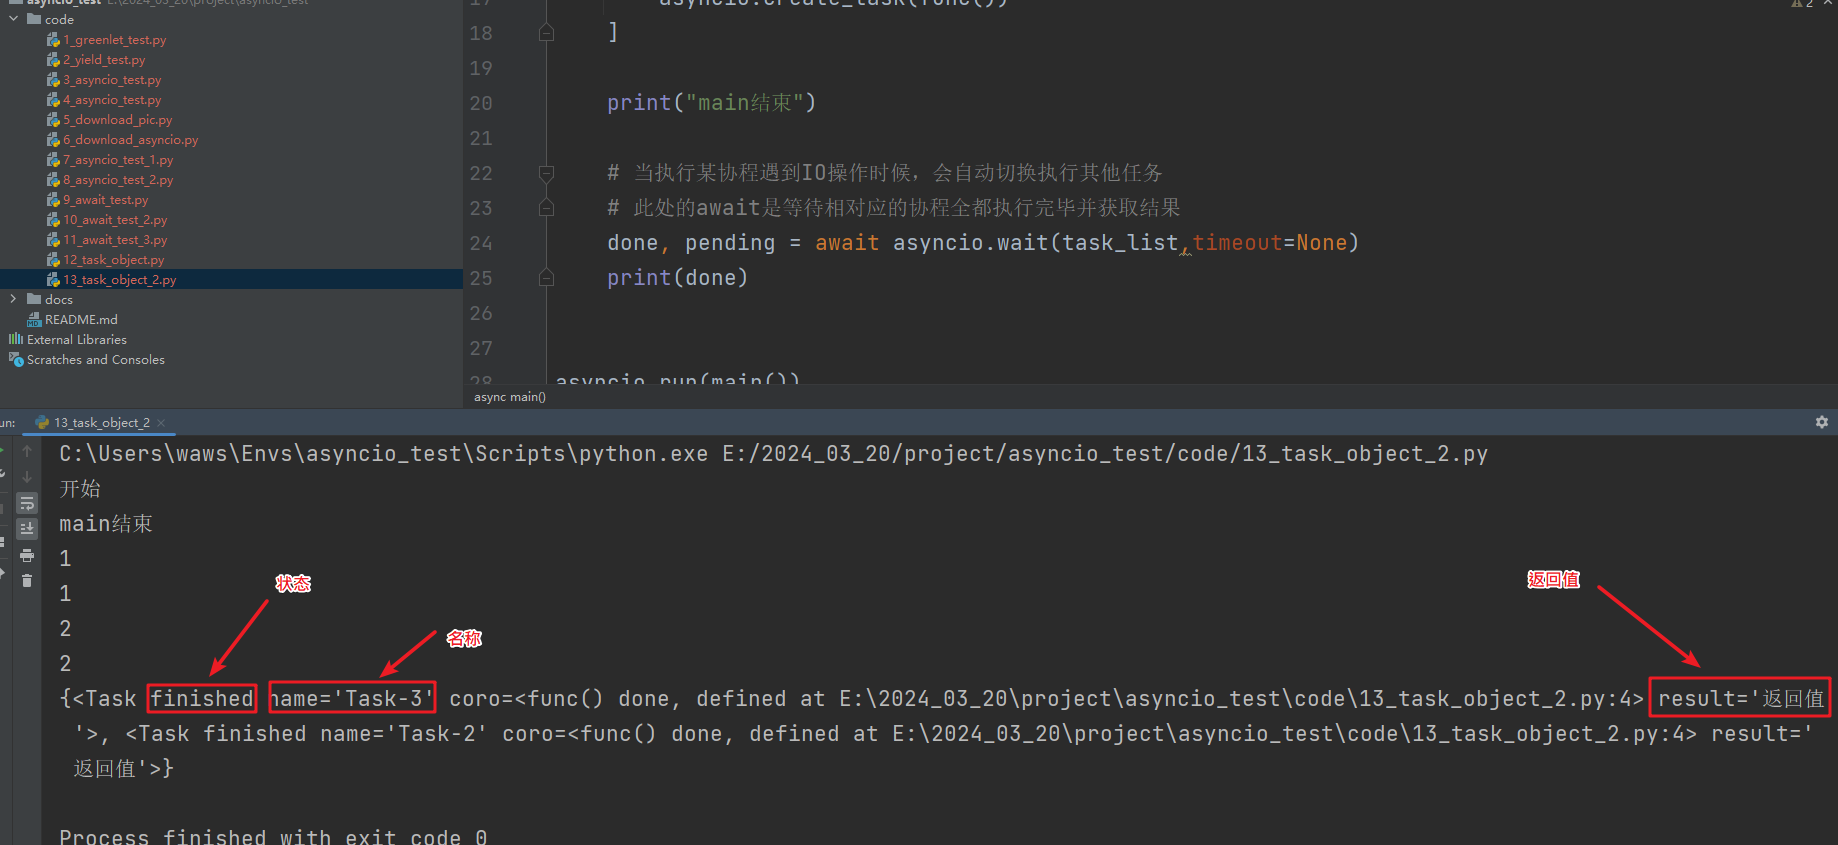 asyncio_test E:\2024_03_20\project\asyncio_test
code
1_greenlet_test.py
2_yield_test.py
3_asyncio_test.py
4_asyncio_test.py
5_download_pic.py
6_download_asyncio.py
7_asyncio_test_1.py
8_asyncio_test_2.py
9_await_test.py
10_await_test_2.py
11_await_test_3.py
12_task_object.py
13_task_object_2.py
docs
README.md
External Libraries
Scratches and Consoles
17 asyncio.create_task(func())
18 ]
19
20 print("main结束")
21
22 # 当执行某协程遇到IO操作时候，会自动切换执行其他任务
23 # 此处的await是等待相对应的协程全都执行完毕并获取结果
24 done, pending = await asyncio.wait(task_list,timeout=None)
25 print(done)
26
27
28 asyncio.run(main())
2
async main()
un: 13_task_object_2
C:\Users\waws\Envs\asyncio_test\Scripts\python.exe E:/2024_03_20/project/asyncio_test/code/13_task_object_2.py
开始
main结束
1
1
2
2
状态
名称
返回值
{<Task finished name='Task-3' coro=<func() done, defined at E:\2024_03_20\project\asyncio_test\code\13_task_object_2.py:4> result='返回值
'>, <Task finished name='Task-2' coro=<func() done, defined at E:\2024_03_20\project\asyncio_test\code\13_task_object_2.py:4> result='
返回值'>}
Process finished with exit code 0